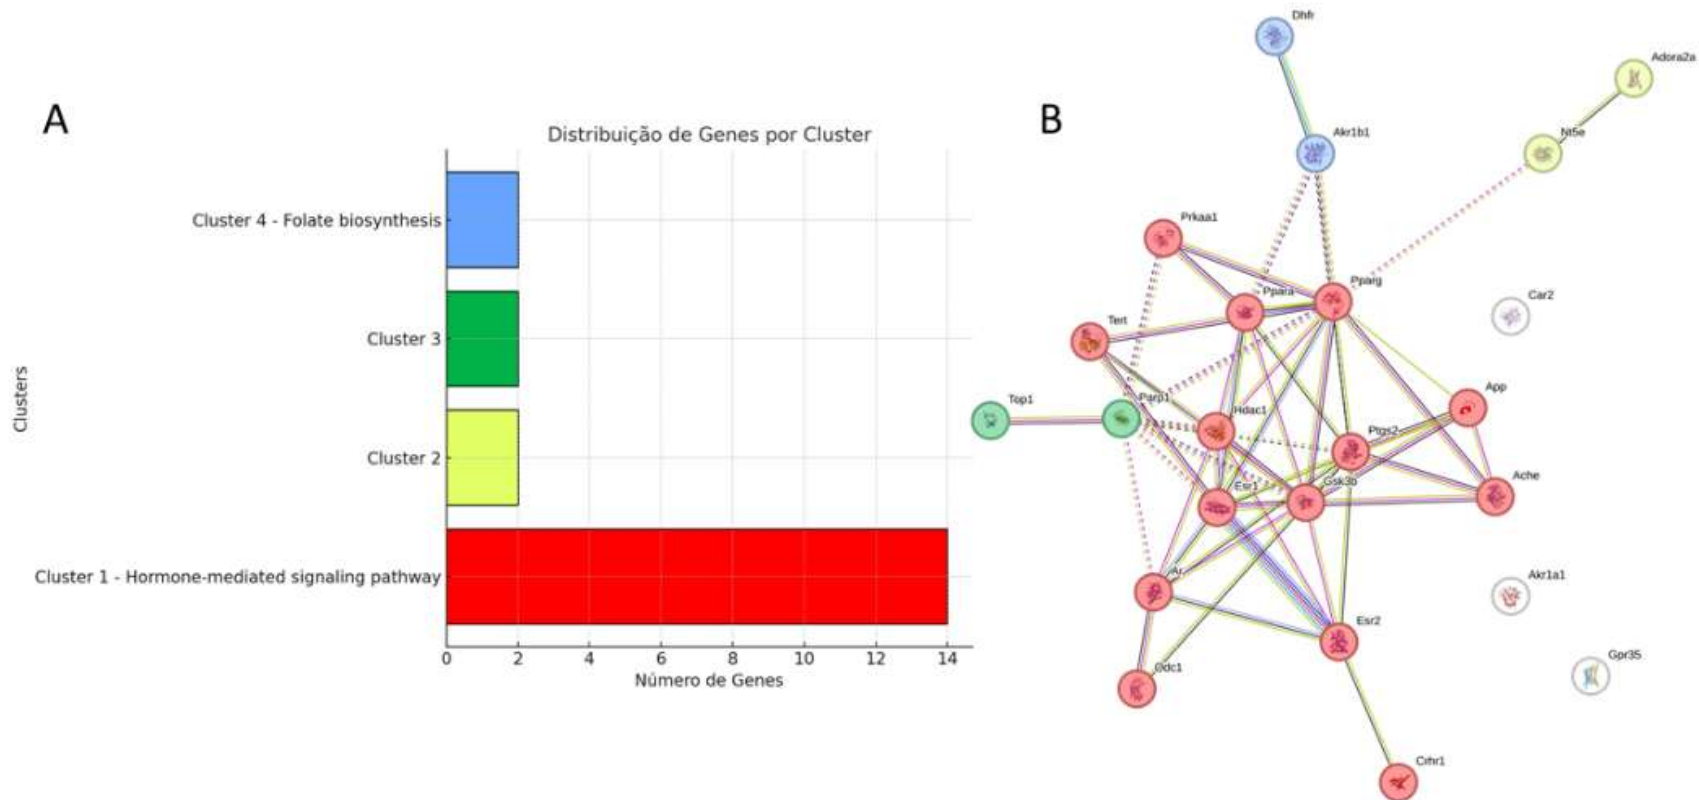 A
Distribuição de Genes por Cluster
Clusters
Cluster 4 - Folate biosynthesis
Cluster 3
Cluster 2
Cluster 1 - Hormone-mediated signaling pathway
0 2 4 6 8 10 12 14
Número de Genes
B
Dhfr
Adora2a
Akr1b1
Nt5e
Prkaa1
Ppara
Pparg
Car2
Tert
App
Top1
Parp1
Hdac1
Ptgs2
Esr1
Gsk3b
Ache
Ar
Akr1a1
Esr2
Odc1
Gpr35
Crhr1